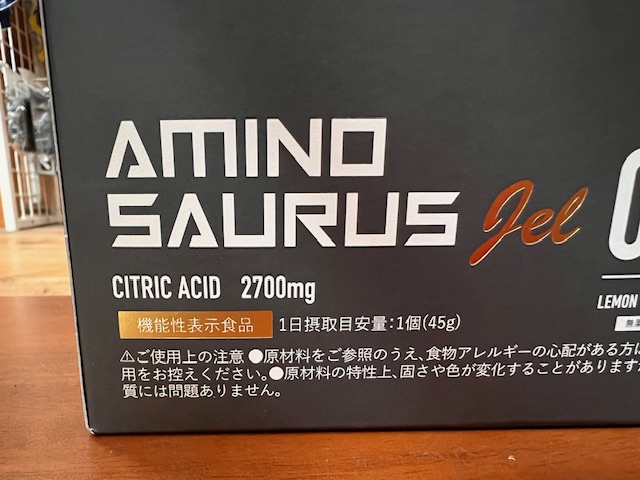 AMINO
SAURUS Jel
LEMON
CITRIC ACID 2700mg
機能性表示食品 1日摂取目安量:1個(45g)
⚠ご使用上の注意 ●原材料をご参照のうえ、食物アレルギーの心配がある方は
用をお控えください。●原材料の特性上、固さや色が変化することがありますが
質には問題ありません。